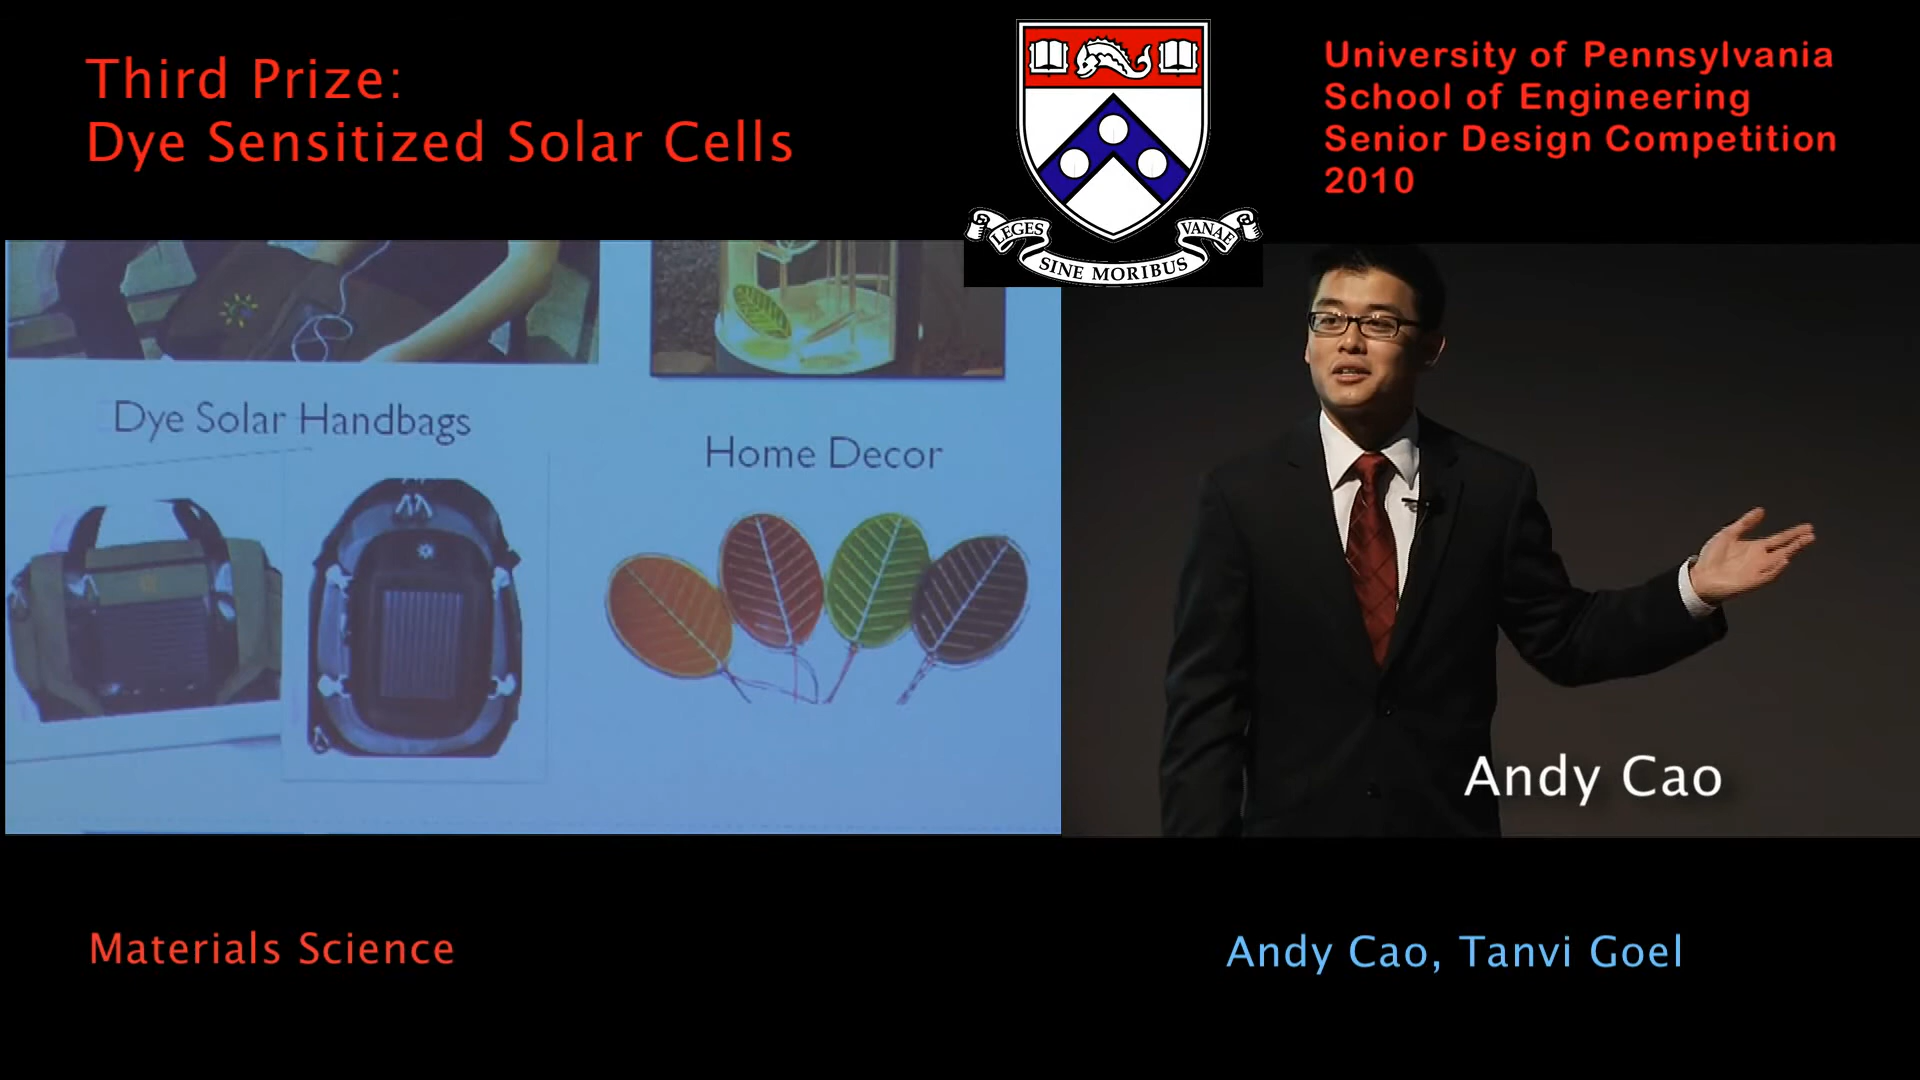 Third Prize:
Dye Sensitized Solar Cells
LEGES
SINE MORIBUS
VANAE
University of Pennsylvania
School of Engineering
Senior Design Competition
2010
Dye Solar Handbags
Home Decor
Andy Cao
Materials Science
Andy Cao, Tanvi Goel